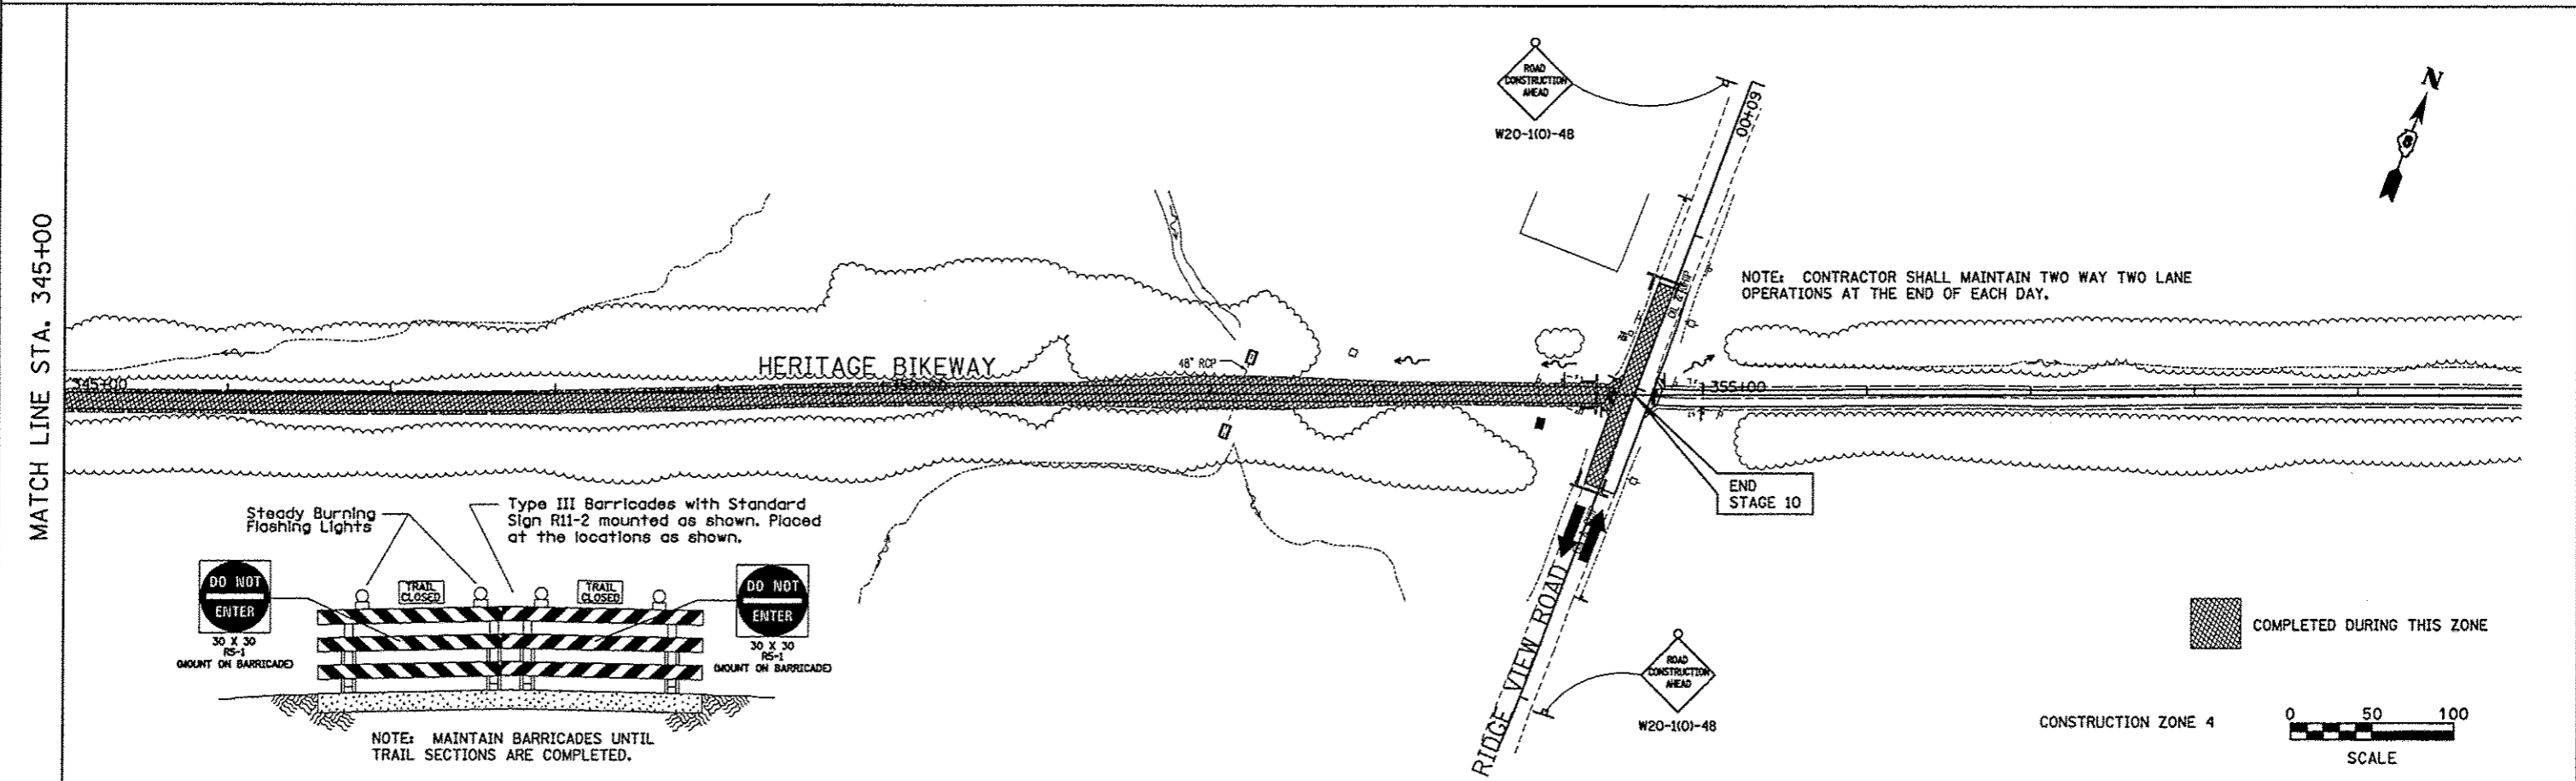 MATCH LINE STA. 345+00
ROAD
CONSTRUCTION
AHEAD
W20-1(O)-48
160+00
N
NOTE: CONTRACTOR SHALL MAINTAIN TWO WAY TWO LANE
OPERATIONS AT THE END OF EACH DAY.
HERITAGE BIKEWAY
48" RCP
345+00
355+00
END
STAGE 10
Steady Burning
Flashing Lights
Type III Barricades with Standard
Sign R11-2 mounted as shown. Placed
at the locations as shown.
DO NOT
ENTER
30 X 30
R5-1
(MOUNT ON BARRICADE)
TRAIL
CLOSED
TRAIL
CLOSED
DO NOT
ENTER
30 X 30
R5-1
(MOUNT ON BARRICADE)
NOTE: MAINTAIN BARRICADES UNTIL
TRAIL SECTIONS ARE COMPLETED.
RIDGE VIEW ROAD
ROAD
CONSTRUCTION
AHEAD
W20-1(O)-48
COMPLETED DURING THIS ZONE
CONSTRUCTION ZONE 4
0 50 100
SCALE